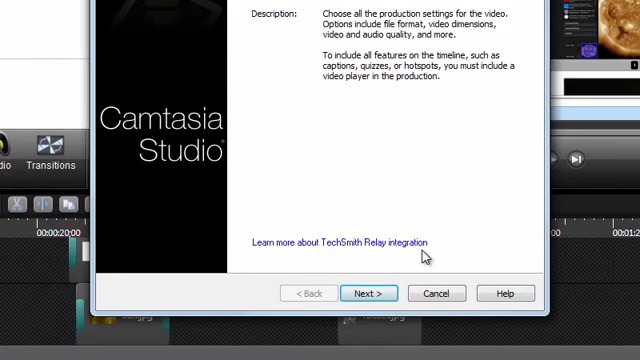 Description: Choose all the production settings for the video.
Options include file format, video dimensions,
video and audio quality, and more.
To include all features on the timeline, such as
captions, quizzes, or hotspots, you must include a
video player in the production.
Camtasia
Studio
Transitions
00:00:20:00
Learn more about TechSmith Relay integration
< Back
Next >
Cancel
Help